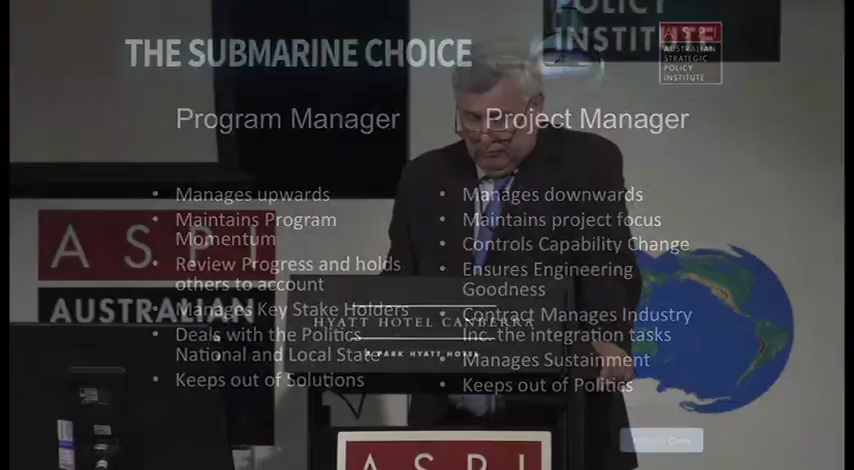 POLICY
INSTITUTE
THE SUBMARINE CHOICE
ASPI
AUSTRALIAN
STRATEGIC
POLICY
INSTITUTE
Program Manager
• Manages upwards
• Maintains Program
Momentum
• Review Progress and holds
others to account
• Manages Key Stake Holders
• Deals with the Politics
National and Local State
• Keeps out of Solutions
Project Manager
• Manages downwards
• Maintains project focus
• Controls Capability Change
• Ensures Engineering
Goodness
• Contract Manages Industry
Inc. the integration tasks
• Manages Sustainment
• Keeps out of Politics
ASPI
AUSTRALIAN
HYATT HOTEL CANBERRA
A PARK HYATT HOTEL
ASPI